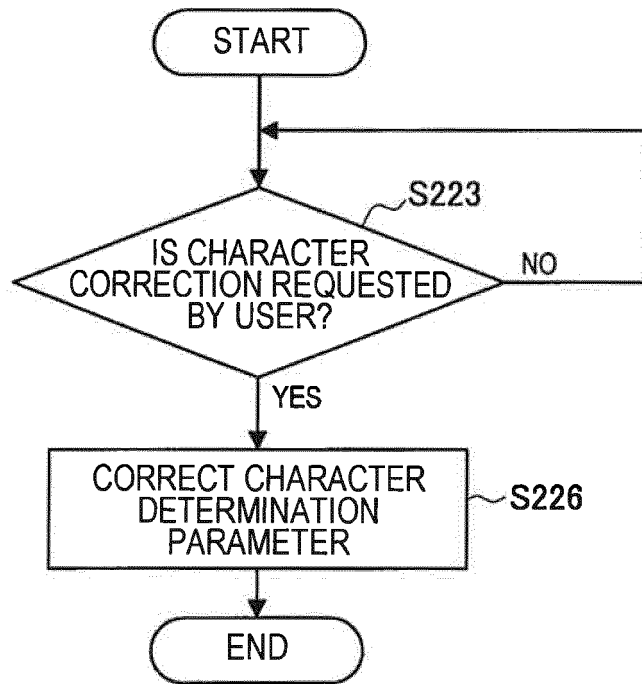 START
S223
IS CHARACTER
CORRECTION REQUESTED
BY USER?
NO
YES
CORRECT CHARACTER
DETERMINATION
PARAMETER
S226
END